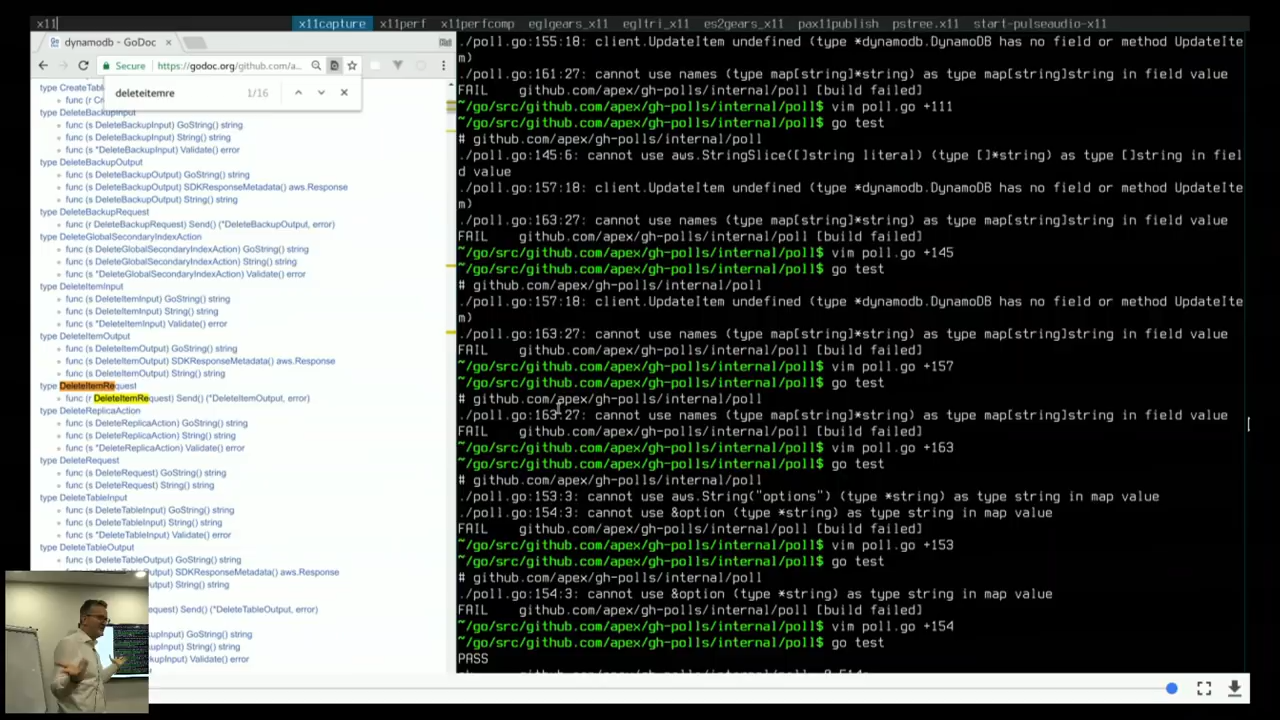 x11 x11capture x11perf x11perfcomp eglgears_x11 egltri_x11 es2gears_x11 pax11publish pstree.x11 start-pulseaudio-x11
dynamodb - GoDoc
Secure https://godoc.org/github.com/a...
deleteitemre 1/16
type CreateTab
func (r Cr
type DeleteBackupInput
func (s DeleteBackupInput) GoString() string
func (s DeleteBackupInput) String() string
func (s *DeleteBackupInput) Validate() error
type DeleteBackupOutput
func (s DeleteBackupOutput) GoString() string
func (s DeleteBackupOutput) SDKResponseMetadata() aws.Response
func (s DeleteBackupOutput) String() string
type DeleteBackupRequest
func (r DeleteBackupRequest) Send() (*DeleteBackupOutput, error)
type DeleteGlobalSecondaryIndexAction
func (s DeleteGlobalSecondaryIndexAction) GoString() string
func (s DeleteGlobalSecondaryIndexAction) String() string
func (s *DeleteGlobalSecondaryIndexAction) Validate() error
type DeleteItemInput
func (s DeleteItemInput) GoString() string
func (s DeleteItemInput) String() string
func (s *DeleteItemInput) Validate() error
type DeleteItemOutput
func (s DeleteItemOutput) GoString() string
func (s DeleteItemOutput) SDKResponseMetadata() aws.Response
func (s DeleteItemOutput) String() string
type DeleteItemRequest
func (r DeleteItemRequest) Send() (*DeleteItemOutput, error)
type DeleteReplicaAction
func (s DeleteReplicaAction) GoString() string
func (s DeleteReplicaAction) String() string
func (s *DeleteReplicaAction) Validate() error
type DeleteRequest
func (s DeleteRequest) GoString() string
func (s DeleteRequest) String() string
type DeleteTableInput
func (s DeleteTableInput) GoString() string
func (s DeleteTableInput) String() string
func (s *DeleteTableInput) Validate() error
type DeleteTableOutput
func (s DeleteTableOutput) GoString() string
Output) SDKResponseMetadata() aws.Response
Output) String() string
equest) Send() (*DeleteTableOutput, error)
ckupInput) GoString() string
ckupInput) String() string
ckupInput) Validate() error
./poll.go:155:18: client.UpdateItem undefined (type *dynamodb.DynamoDB has no field or method UpdateIte
m)
./poll.go:161:27: cannot use names (type map[string]*string) as type map[string]string in field value
FAIL github.com/apex/gh-polls/internal/poll [build failed]
~/go/src/github.com/apex/gh-polls/internal/poll$ vim poll.go +111
~/go/src/github.com/apex/gh-polls/internal/poll$ go test
# github.com/apex/gh-polls/internal/poll
./poll.go:145:6: cannot use aws.StringSlice([]string literal) (type []*string) as type []string in fiel
d value
./poll.go:157:18: client.UpdateItem undefined (type *dynamodb.DynamoDB has no field or method UpdateIte
m)
./poll.go:163:27: cannot use names (type map[string]*string) as type map[string]string in field value
FAIL github.com/apex/gh-polls/internal/poll [build failed]
~/go/src/github.com/apex/gh-polls/internal/poll$ vim poll.go +145
~/go/src/github.com/apex/gh-polls/internal/poll$ go test
# github.com/apex/gh-polls/internal/poll
./poll.go:157:18: client.UpdateItem undefined (type *dynamodb.DynamoDB has no field or method UpdateIte
m)
./poll.go:163:27: cannot use names (type map[string]*string) as type map[string]string in field value
FAIL github.com/apex/gh-polls/internal/poll [build failed]
~/go/src/github.com/apex/gh-polls/internal/poll$ vim poll.go +157
~/go/src/github.com/apex/gh-polls/internal/poll$ go test
# github.com/apex/gh-polls/internal/poll
./poll.go:163:27: cannot use names (type map[string]*string) as type map[string]string in field value
FAIL github.com/apex/gh-polls/internal/poll [build failed]
~/go/src/github.com/apex/gh-polls/internal/poll$ vim poll.go +163
~/go/src/github.com/apex/gh-polls/internal/poll$ go test
# github.com/apex/gh-polls/internal/poll
./poll.go:153:3: cannot use aws.String("options") (type *string) as type string in map value
./poll.go:154:3: cannot use &option (type *string) as type string in map value
FAIL github.com/apex/gh-polls/internal/poll [build failed]
~/go/src/github.com/apex/gh-polls/internal/poll$ vim poll.go +153
~/go/src/github.com/apex/gh-polls/internal/poll$ go test
# github.com/apex/gh-polls/internal/poll
./poll.go:154:3: cannot use &option (type *string) as type string in map value
FAIL github.com/apex/gh-polls/internal/poll [build failed]
~/go/src/github.com/apex/gh-polls/internal/poll$ vim poll.go +154
~/go/src/github.com/apex/gh-polls/internal/poll$ go test
PASS